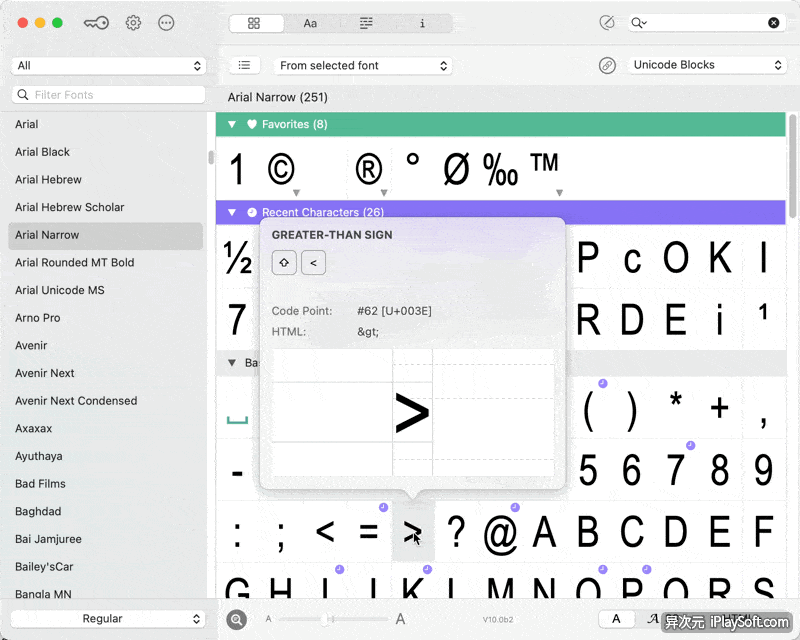 Aa
i
All
From selected font
Unicode Blocks
Filter Fonts
Arial Narrow (251)
Arial
Arial Black
Arial Hebrew
Arial Hebrew Scholar
Arial Narrow
Arial Rounded MT Bold
Arial Unicode MS
Arno Pro
Avenir
Avenir Next
Avenir Next Condensed
Axaxax
Ayuthaya
Bad Films
Baghdad
Bai Jamjuree
Bailey'sCar
Bangla MN
Regular
Favorites (8)
1 © ® ° Ø ‰ ™
Recent Characters (26)
½ P c O K l
7 R D E i ¹
GREATER-THAN SIGN
<
Code Point: #62 [U+003E]
HTML: &gt;
>
Ba
( ) * + ,
- 5 6 7 8 9
: ; < = > ? @ A B C D E F
G H I J K L M N O P Q R S
A A
V10.0b2
A
异次元 iPlaySoft.com